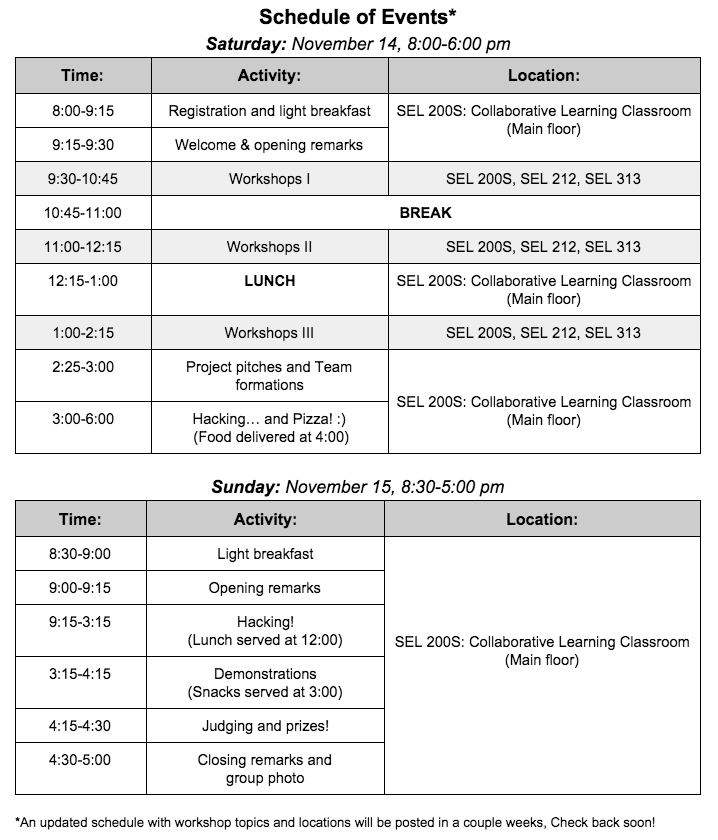 Schedule of Events*
Saturday: November 14, 8:00-6:00 pm
Time: Activity: Location:
8:00-9:15 Registration and light breakfast SEL 200S: Collaborative Learning Classroom
(Main floor)
9:15-9:30 Welcome & opening remarks
9:30-10:45 Workshops I SEL 200S, SEL 212, SEL 313
10:45-11:00 BREAK
11:00-12:15 Workshops II SEL 200S, SEL 212, SEL 313
12:15-1:00 LUNCH SEL 200S: Collaborative Learning Classroom
(Main floor)
1:00-2:15 Workshops III SEL 200S, SEL 212, SEL 313
2:25-3:00 Project pitches and Team
formations
SEL 200S: Collaborative Learning Classroom
(Main floor)
3:00-6:00 Hacking… and Pizza! :)
(Food delivered at 4:00)
Sunday: November 15, 8:30-5:00 pm
Time: Activity: Location:
8:30-9:00 Light breakfast
9:00-9:15 Opening remarks
9:15-3:15 Hacking!
(Lunch served at 12:00)
SEL 200S: Collaborative Learning Classroom
(Main floor)
3:15-4:15 Demonstrations
(Snacks served at 3:00)
4:15-4:30 Judging and prizes!
4:30-5:00 Closing remarks and
group photo
*An updated schedule with workshop topics and locations will be posted in a couple weeks, Check back soon!